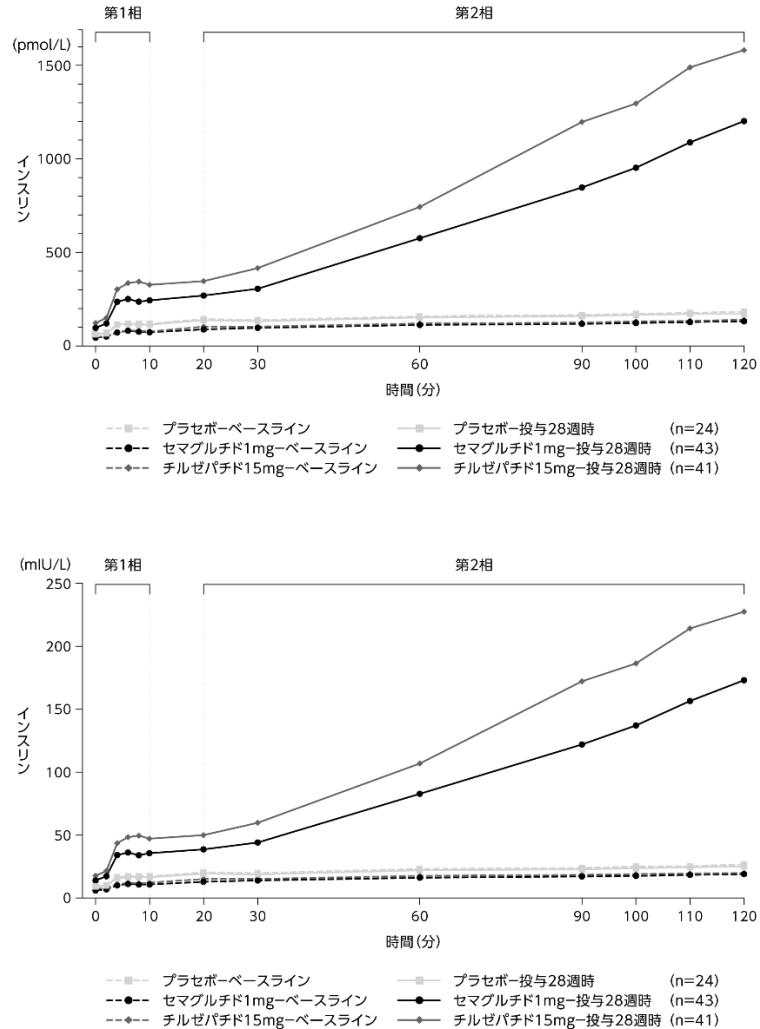 第1相 第2相
(pmol/L)
1500
1000
500
0
インスリン
0 10 20 30 60 90 100 110 120
時間(分)
プラセボーベースライン プラセボー投与28週時 (n=24)
セマグルチド1mgーベースライン セマグルチド1mgー投与28週時 (n=43)
チルゼパチド15mgーベースライン チルゼパチド15mgー投与28週時 (n=41)
(mIU/L) 第1相 第2相
250
200
150
100
50
0
インスリン
0 10 20 30 60 90 100 110 120
時間(分)
プラセボーベースライン プラセボー投与28週時 (n=24)
セマグルチド1mgーベースライン セマグルチド1mgー投与28週時 (n=43)
チルゼパチド15mgーベースライン チルゼパチド15mgー投与28週時 (n=41)